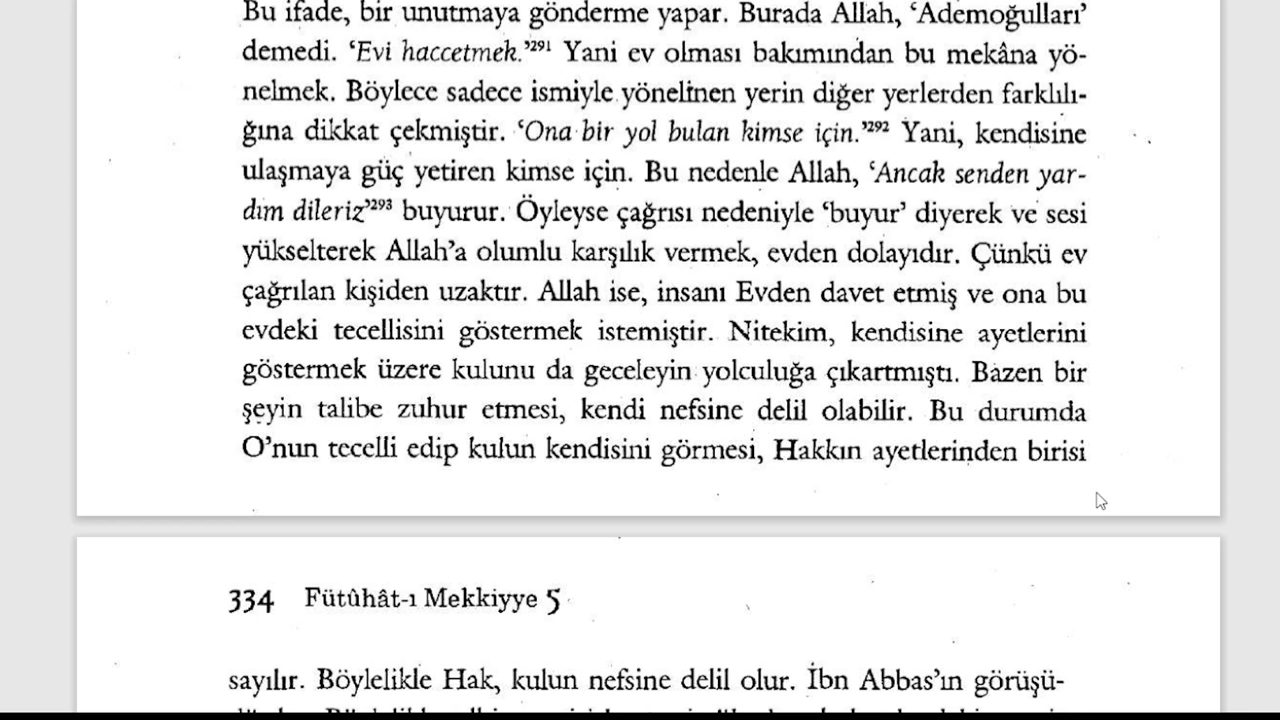 Bu ifade, bir unutmaya gönderme yapar. Burada Allah, ‘Ademoğulları’
demedi. ‘Evi haccetmek.’²⁹¹ Yani ev olması bakımından bu mekâna yö-
nelmek. Böylece sadece ismiyle yönelinen yerin diğer yerlerden farklılı-
ğına dikkat çekmiştir. ‘Ona bir yol bulan kimse için.’²⁹² Yani, kendisine
ulaşmaya güç yetiren kimse için. Bu nedenle Allah, ‘Ancak senden yar-
dım dileriz’²⁹³ buyurur. Öyleyse çağrısı nedeniyle ‘buyur’ diyerek ve sesi
yükselterek Allah’a olumlu karşılık vermek, evden dolayıdır. Çünkü ev
çağrılan kişiden uzaktır. Allah ise, insanı Evden davet etmiş ve ona bu
evdeki tecellisini göstermek istemiştir. Nitekim, kendisine ayetlerini
göstermek üzere kulunu da geceleyin yolculuğa çıkartmıştı. Bazen bir
şeyin talibe zuhur etmesi, kendi nefsine delil olabilir. Bu durumda
O’nun tecelli edip kulun kendisini görmesi, Hakkın ayetlerinden birisi
334 Fütûhât-ı Mekkiyye 5
sayılır. Böylelikle Hak, kulun nefsine delil olur. İbn Abbas’ın görüşü-